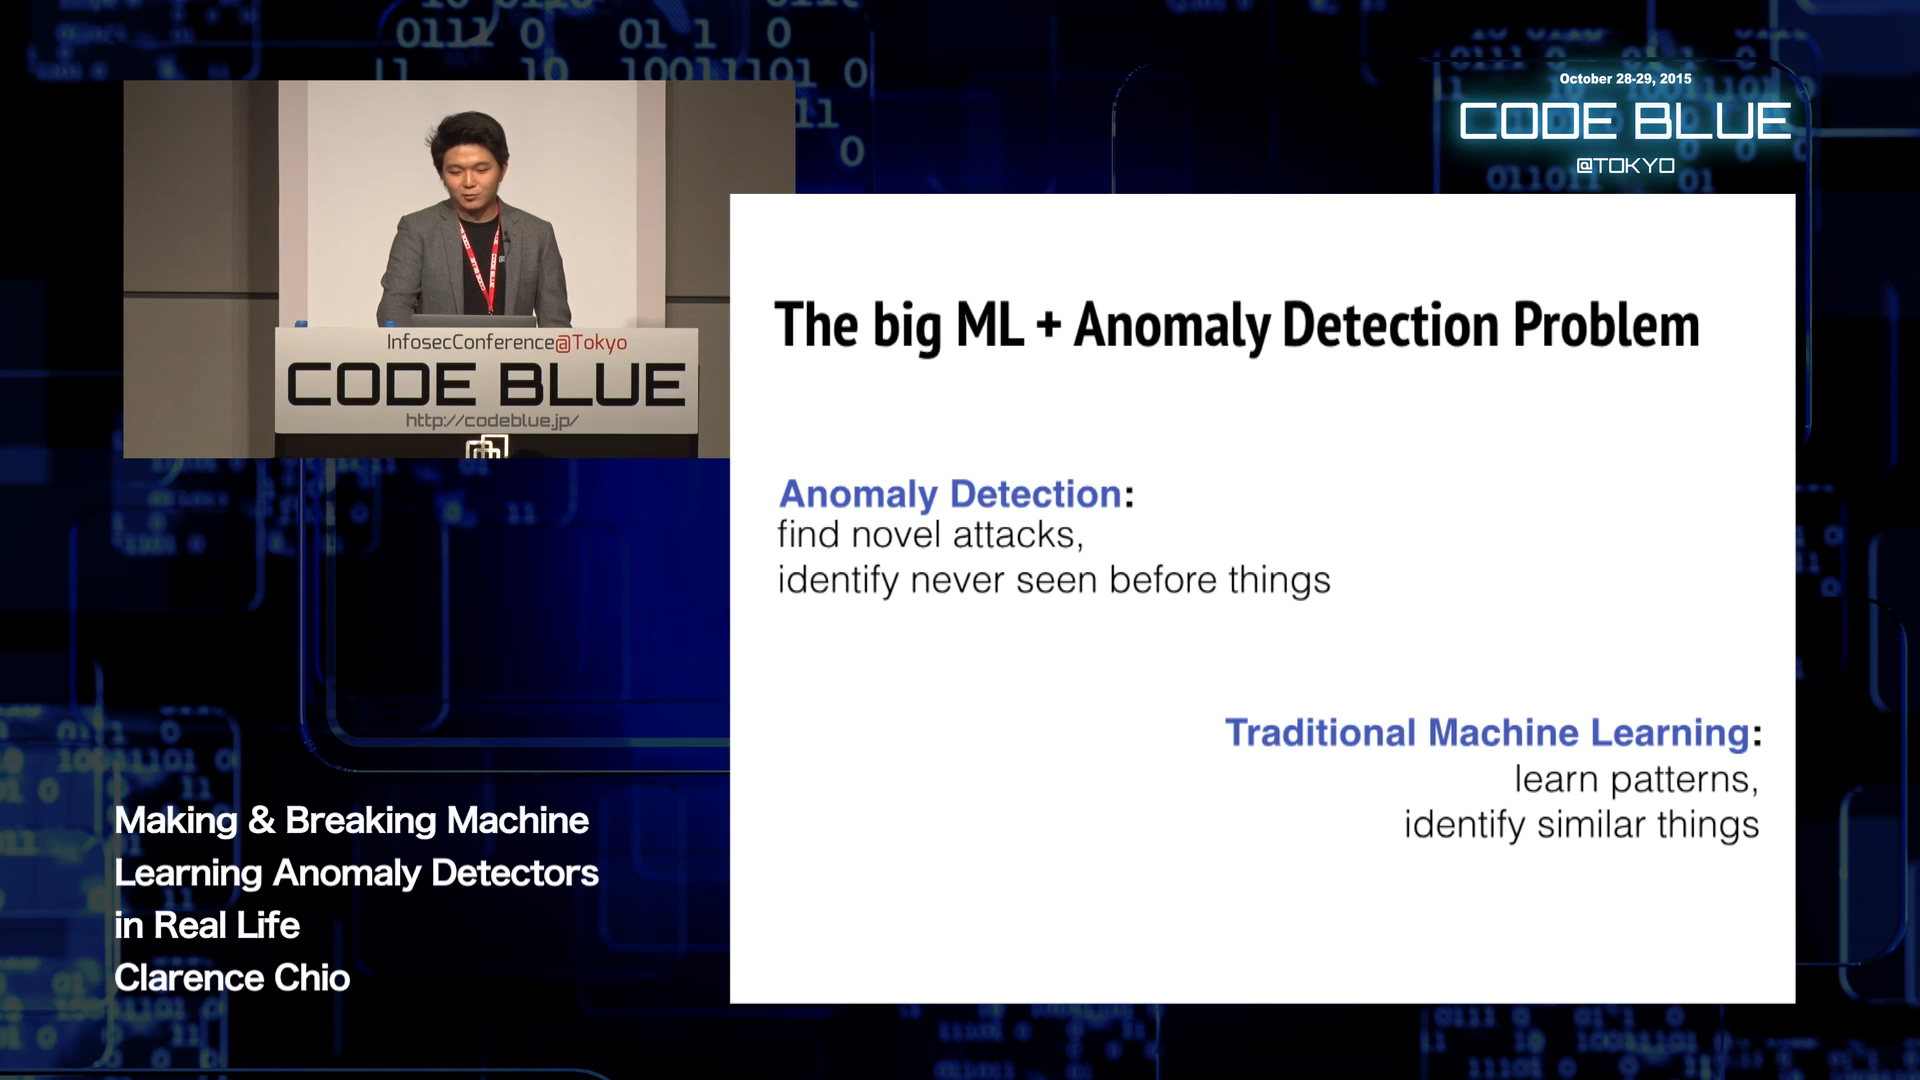 October 28-29, 2015
CODE BLUE
@TOKYO
InfosecConference@Tokyo
CODE BLUE
http://codeblue.jp/
The big ML + Anomaly Detection Problem
Anomaly Detection:
find novel attacks,
identify never seen before things
Traditional Machine Learning:
learn patterns,
identify similar things
Making & Breaking Machine
Learning Anomaly Detectors
in Real Life
Clarence Chio